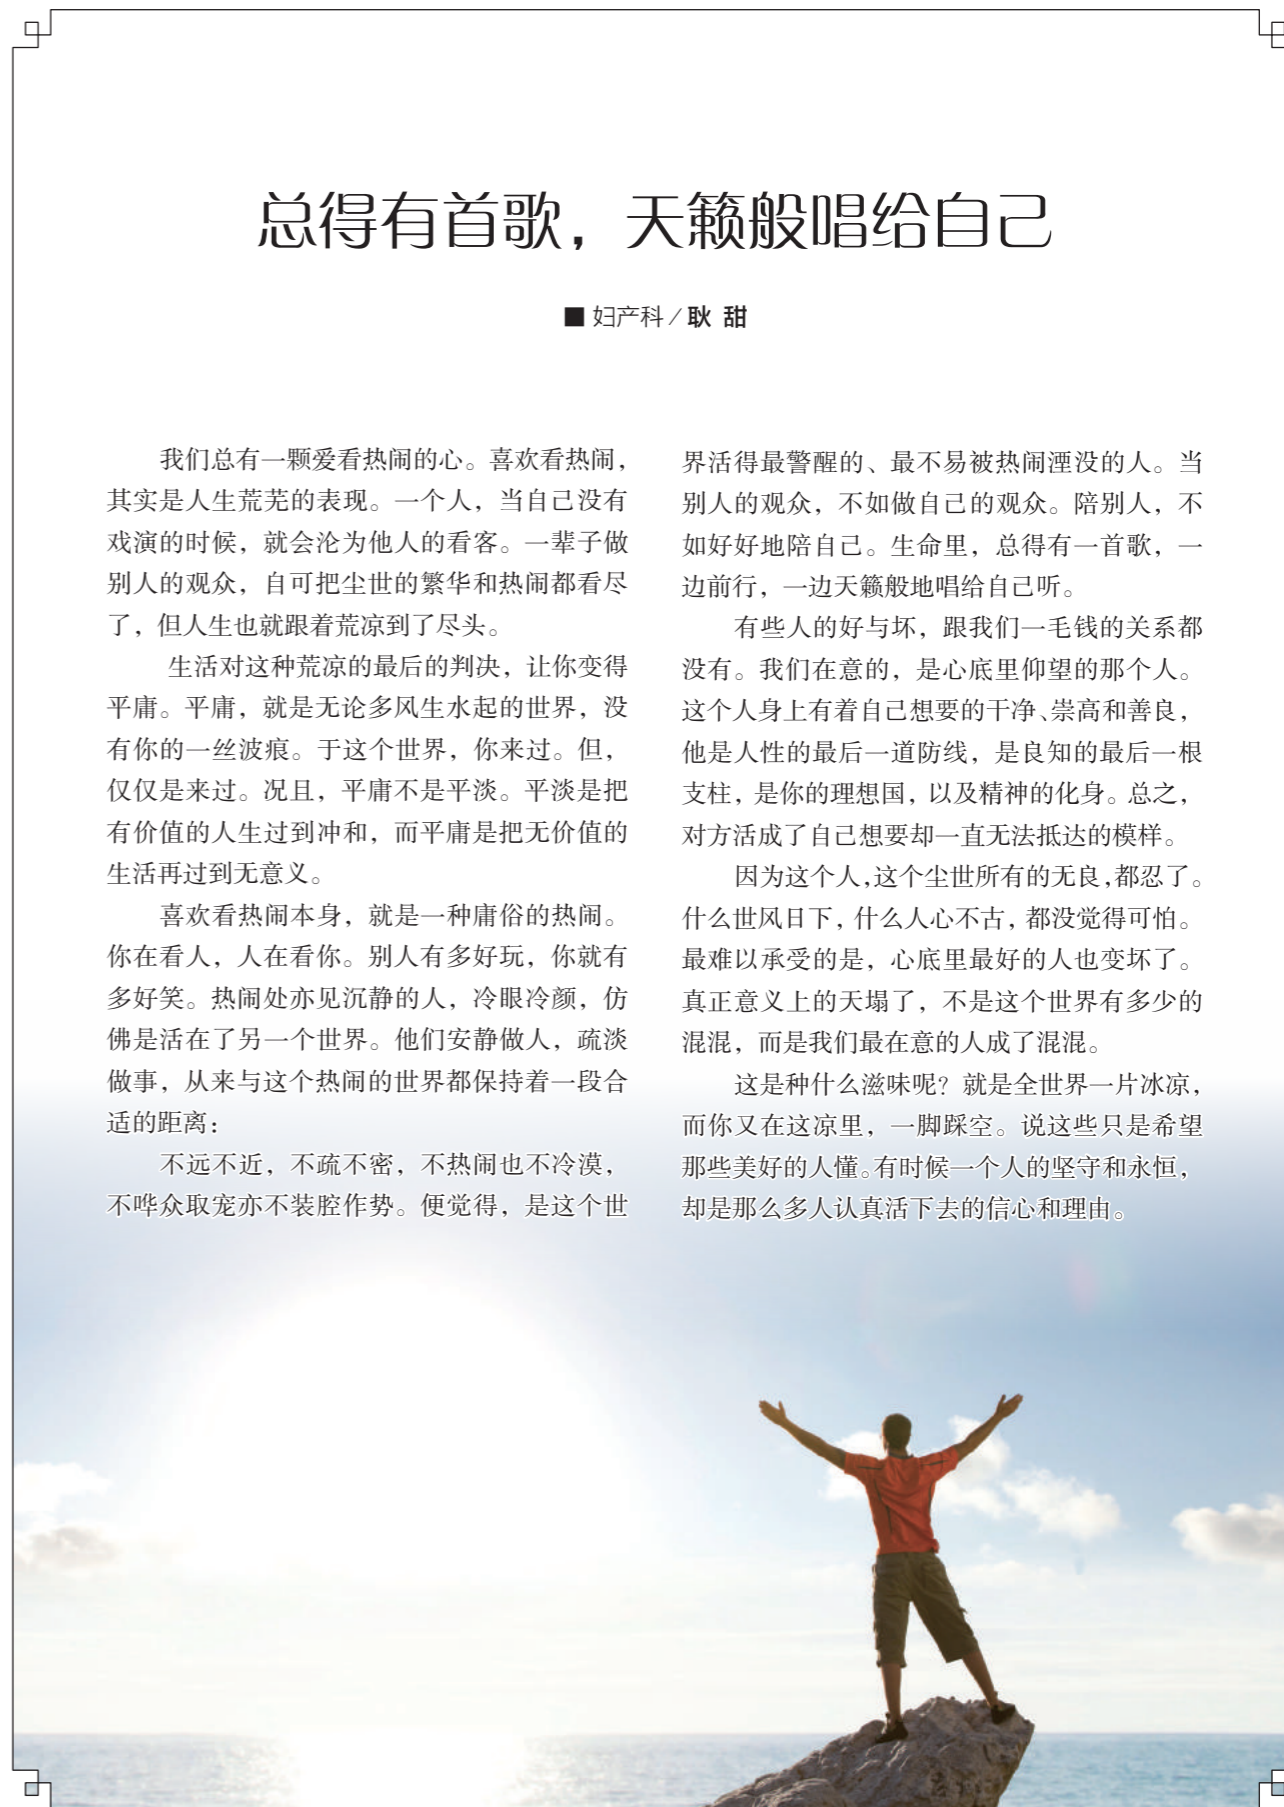 总得有首歌，天籁般唱给自己
■ 妇产科／耿 甜
我们总有一颗爱看热闹的心。喜欢看热闹，
其实是人生荒芜的表现。一个人，当自己没有
戏演的时候，就会沦为他人的看客。一辈子做
别人的观众，自可把尘世的繁华和热闹都看尽
了，但人生也就跟着荒凉到了尽头。
生活对这种荒凉的最后的判决，让你变得
平庸。平庸，就是无论多风生水起的世界，没
有你的一丝波痕。于这个世界，你来过。但，
仅仅是来过。况且，平庸不是平淡。平淡是把
有价值的人生过到冲和，而平庸是把无价值的
生活再过到无意义。
喜欢看热闹本身，就是一种庸俗的热闹。
你在看人，人在看你。别人有多好玩，你就有
多好笑。热闹处亦见沉静的人，冷眼冷颜，仿
佛是活在了另一个世界。他们安静做人，疏淡
做事，从来与这个热闹的世界都保持着一段合
适的距离：
不远不近，不疏不密，不热闹也不冷漠，
不哗众取宠亦不装腔作势。便觉得，是这个世
界活得最警醒的、最不易被热闹湮没的人。当
别人的观众，不如做自己的观众。陪别人，不
如好好地陪自己。生命里，总得有一首歌，一
边前行，一边天籁般地唱给自己听。
有些人的好与坏，跟我们一毛钱的关系都
没有。我们在意的，是心底里仰望的那个人。
这个人身上有着自己想要的干净、崇高和善良，
他是人性的最后一道防线，是良知的最后一根
支柱，是你的理想国，以及精神的化身。总之，
对方活成了自己想要却一直无法抵达的模样。
因为这个人，这个尘世所有的无良，都忍了。
什么世风日下，什么人心不古，都没觉得可怕。
最难以承受的是，心底里最好的人也变坏了。
真正意义上的天塌了，不是这个世界有多少的
混混，而是我们最在意的人成了混混。
这是种什么滋味呢？就是全世界一片冰凉，
而你又在这凉里，一脚踩空。说这些只是希望
那些美好的人懂。有时候一个人的坚守和永恒，
却是那么多人认真活下去的信心和理由。